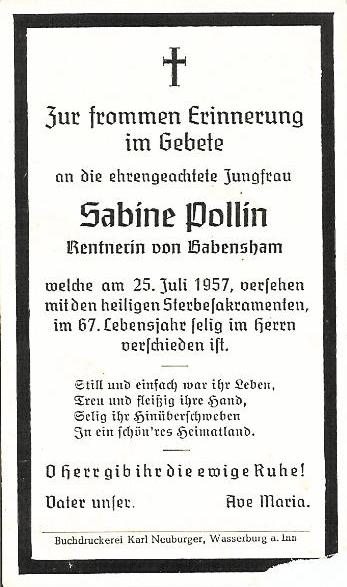 Zur frommen Erinnerung
im Gebete
an die ehrengeachtete Jungfrau
Sabine Pollin
Rentnerin von Babensham
welche am 25. Juli 1957, versehen
mit den heiligen Sterbesakramenten,
im 67. Lebensjahr selig im Herrn
verschieden ist.
Still und einfach war ihr Leben,
Treu und fleißig ihre Hand,
Selig ihr Hinüberschweben
In ein schön'res Heimatland.
O Herr gib ihr die ewige Ruhe!
Vater unser. Ave Maria.
Buchdruckerei Karl Neuburger, Wasserburg a. Inn